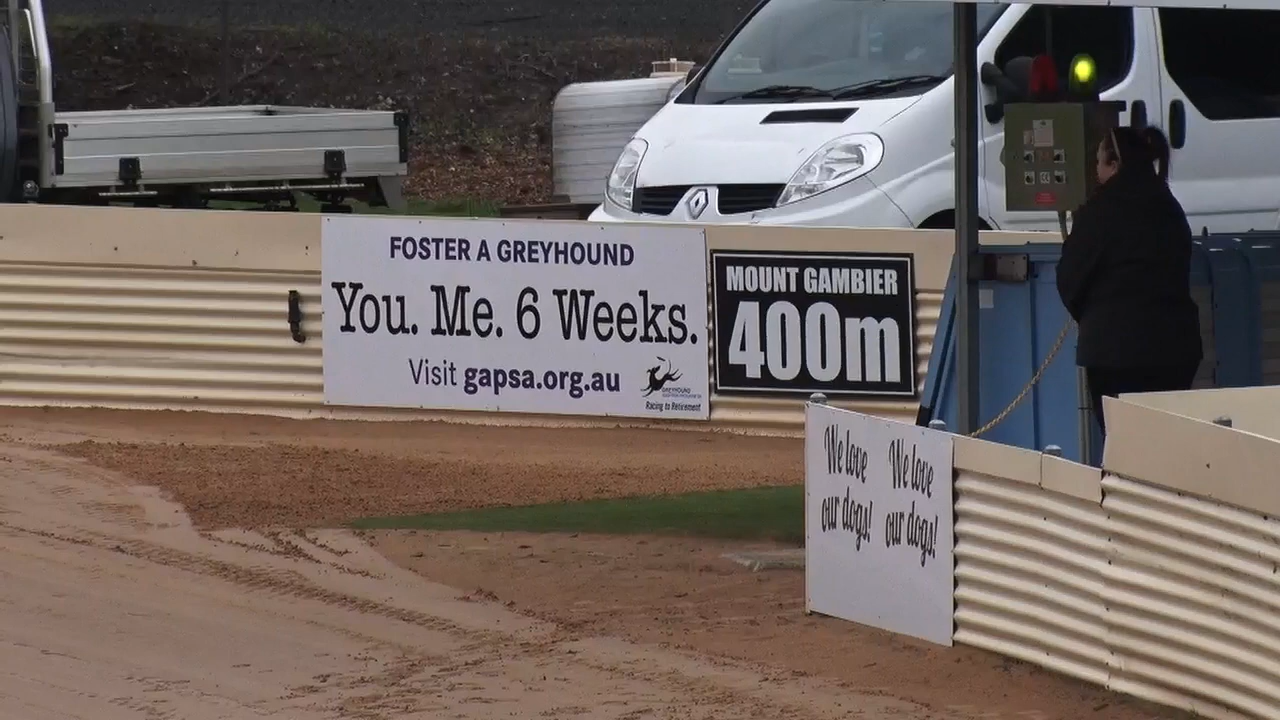 FOSTER A GREYHOUND
You. Me. 6 Weeks.
Visit gapsa.org.au
GREYHOUND
Racing to Retirement
MOUNT GAMBIER
400m
We love
our dogs!
We love
our dogs!